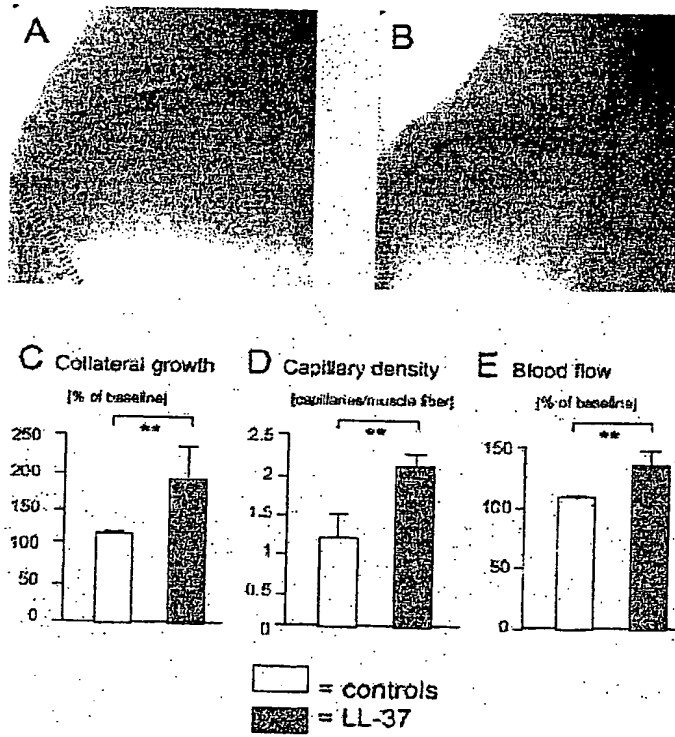 A
B
C Collateral growth
[% of baseline]
**
250
200
150
100
50
0
D Capillary density
[capillaries/muscle fiber]
**
2.5
2
1.5
1
0.5
0
E Blood flow
[% of baseline]
**
150
100
50
0
= controls
= LL-37